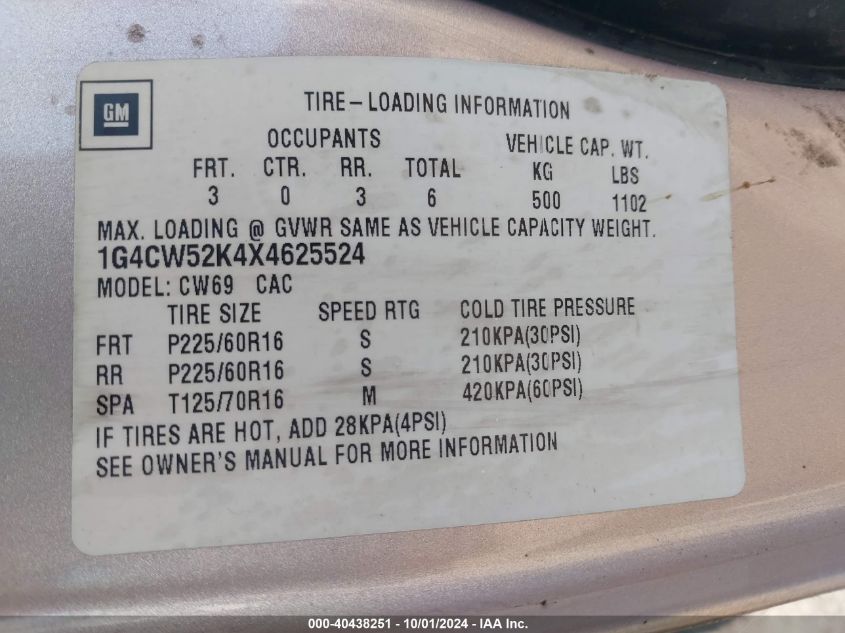 GM
TIRE-LOADING INFORMATION
OCCUPANTS VEHICLE CAP. WT.
FRT. CTR. RR. TOTAL KG LBS
3 0 3 6 500 1102
MAX. LOADING @ GVWR SAME AS VEHICLE CAPACITY WEIGHT.
1G4CW52K4X4625524
MODEL: CW69 CAC
TIRE SIZE SPEED RTG COLD TIRE PRESSURE
FRT P225/60R16 S 210KPA(30PSI)
RR P225/60R16 S 210KPA(30PSI)
SPA T125/70R16 M 420KPA(60PSI)
IF TIRES ARE HOT, ADD 28KPA(4PSI)
SEE OWNER'S MANUAL FOR MORE INFORMATION
000-40438251 - 10/01/2024 - IAA Inc.